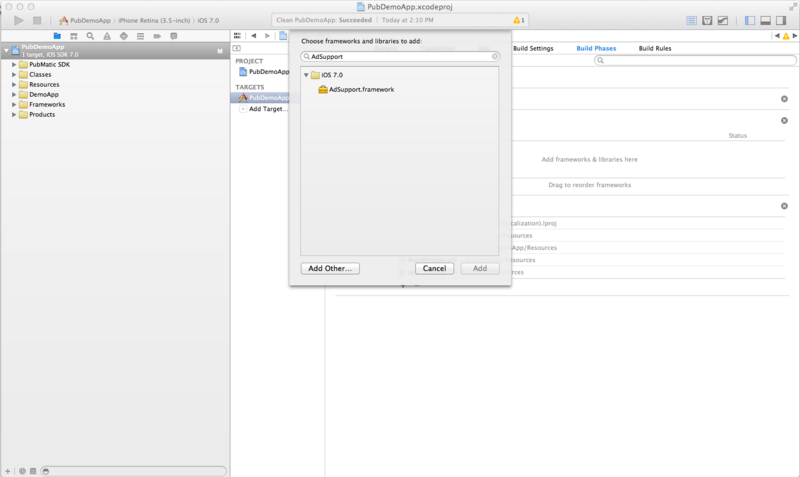 PubDemoApp.xcodeproj
PubDemoApp iPhone Retina (3.5-inch) iOS 7.0
Clean PubDemoApp: Succeeded Today at 2:10 PM
1
PubDemoApp
1 target, iOS SDK 7.0
M
PubMatic SDK
Classes
Resources
DemoApp
Frameworks
Products
PROJECT
PubDemoApp
TARGETS
PubDemoApp
Add Target...
Choose frameworks and libraries to add:
AdSupport
iOS 7.0
AdSupport.framework
Add Other...
Cancel
Add
Build Settings
Build Phases
Build Rules
Status
Add frameworks & libraries here
Drag to reorder frameworks
calization).lproj
sources
App/Resources
esources
rces